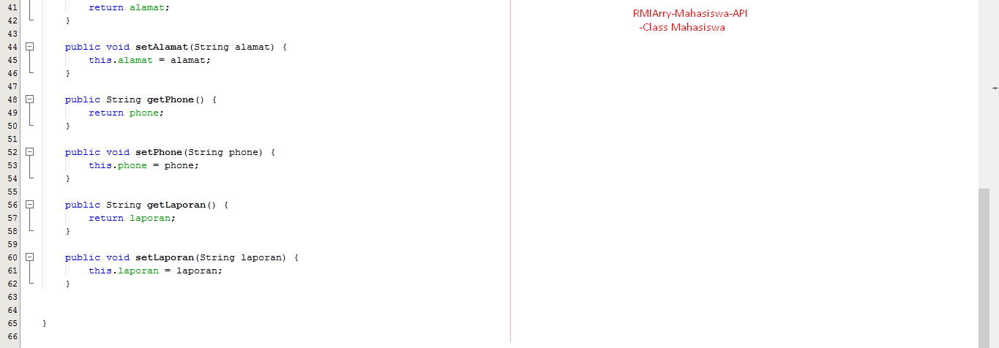 41 return alamat;
42 }
43
44 public void setAlamat(String alamat) {
45 this.alamat = alamat;
46 }
47
48 public String getPhone() {
49 return phone;
50 }
51
52 public void setPhone(String phone) {
53 this.phone = phone;
54 }
55
56 public String getLaporan() {
57 return laporan;
58 }
59
60 public void setLaporan(String laporan) {
61 this.laporan = laporan;
62 }
63
64
65 }
66
RMIArry-Mahasiswa-API
-Class Mahasiswa